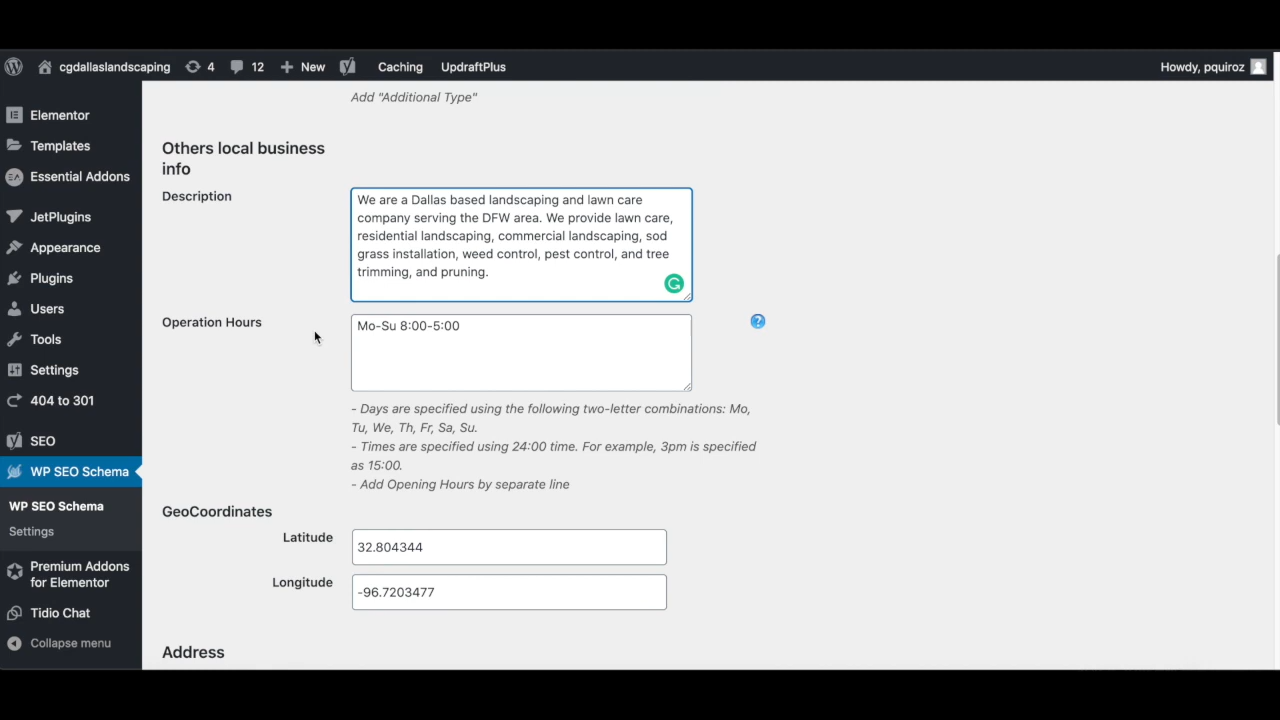 cgdallaslandscaping 4 12 New Caching UpdraftPlus Howdy, pquiroz
Elementor
Templates
Essential Addons
JetPlugins
Appearance
Plugins
Users
Tools
Settings
404 to 301
SEO
WP SEO Schema
WP SEO Schema
Settings
Premium Addons
for Elementor
Tidio Chat
Collapse menu
Add "Additional Type"
Others local business
info
Description
We are a Dallas based landscaping and lawn care
company serving the DFW area. We provide lawn care,
residential landscaping, commercial landscaping, sod
grass installation, weed control, pest control, and tree
trimming, and pruning.
Operation Hours
Mo-Su 8:00-5:00
?
- Days are specified using the following two-letter combinations: Mo,
Tu, We, Th, Fr, Sa, Su.
- Times are specified using 24:00 time. For example, 3pm is specified
as 15:00.
- Add Opening Hours by separate line
GeoCoordinates
Latitude
32.804344
Longitude
-96.7203477
Address